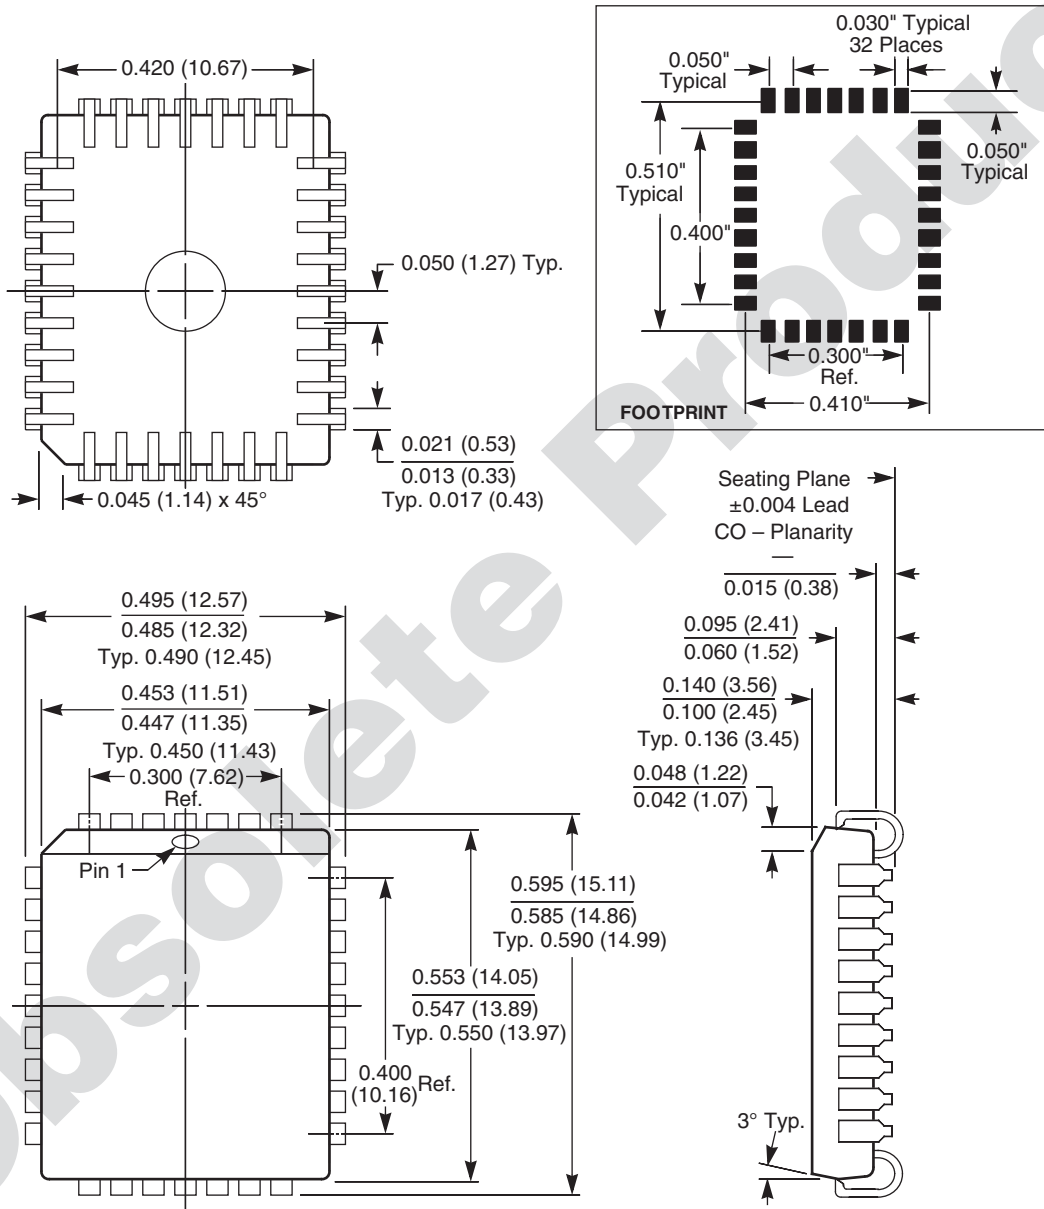 0.420 (10.67)
0.050 (1.27) Typ.
0.021 (0.53)
0.013 (0.33)
Typ. 0.017 (0.43)
0.045 (1.14) x 45°
0.030" Typical
32 Places
0.050"
Typical
0.050"
Typical
0.510"
Typical
0.400"
0.300"
Ref.
0.410"
FOOTPRINT
Seating Plane
±0.004 Lead
CO – Planarity
—
0.015 (0.38)
0.095 (2.41)
0.060 (1.52)
0.140 (3.56)
0.100 (2.45)
Typ. 0.136 (3.45)
0.048 (1.22)
0.042 (1.07)
3° Typ.
0.495 (12.57)
0.485 (12.32)
Typ. 0.490 (12.45)
0.453 (11.51)
0.447 (11.35)
Typ. 0.450 (11.43)
0.300 (7.62)
Ref.
Pin 1
0.595 (15.11)
0.585 (14.86)
Typ. 0.590 (14.99)
0.553 (14.05)
0.547 (13.89)
Typ. 0.550 (13.97)
0.400
(10.16)
Ref.
Obsolete Produc